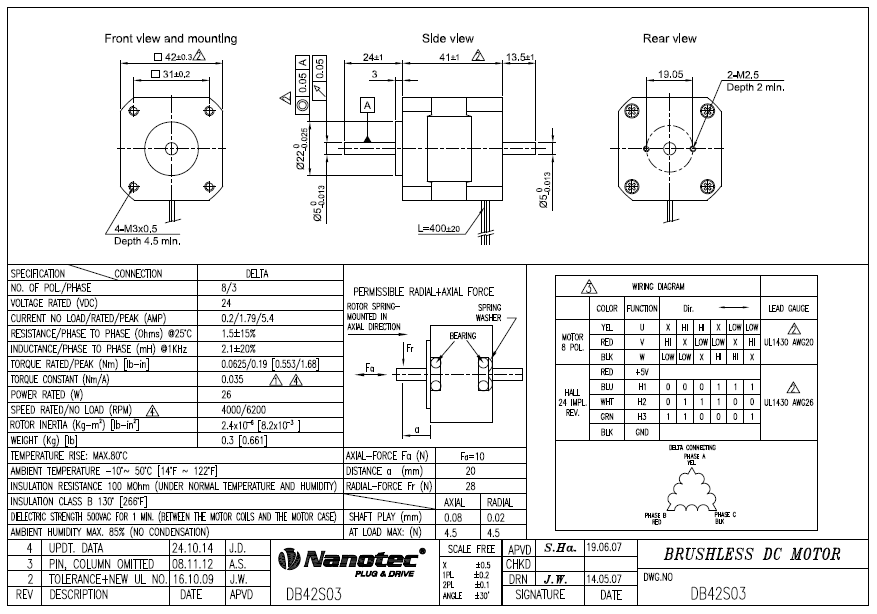 Front view and mounting
Side view
Rear view
□ 42±0.3 2
□ 31±0,2
4-M3x0,5
Depth 4.5 min.
24±1
41±1 2
13.5±1
3
4
◎ 0.05 A
↗ 0.05
A
Ø22 0 -0.025
Ø5 0 -0.013
Ø5 0 -0.013
L=400±20
19.05
2-M2,5
Depth 2 min.
SPECIFICATION CONNECTION DELTA
NO. OF POL./PHASE 8/3
VOLTAGE RATED (VDC) 24
CURRENT NO LOAD/RATED/PEAK (AMP) 0.2/1.79/5.4
RESISTANCE/PHASE TO PHASE (Ohms) @25°C 1.5±15%
INDUCTANCE/PHASE TO PHASE (mH) @1KHz 2.1±20%
TORQUE RATED/PEAK (Nm) [lb-in] 0.0625/0.19 [0.553/1.68]
TORQUE CONSTANT (Nm/A) 0.035 1 4
POWER RATED (W) 26
SPEED RATED/NO LOAD (RPM) 4 4000/6200
ROTOR INERTIA (Kg-m²) [lb-in²] 2.4x10⁻⁶ [8.2x10⁻³ ]
WEIGHT (Kg) [lb] 0.3 [0.661]
TEMPERATURE RISE: MAX.80°C
AMBIENT TEMPERATURE -10°~ 50°C [14°F ~ 122°F]
INSULATION RESISTANCE 100 MOhm (UNDER NORMAL TEMPERATURE AND HUMIDITY)
INSULATION CLASS B 130° [266°F]
DIELECTRIC STRENGTH 500VAC FOR 1 MIN. (BETWEEN THE MOTOR COILS AND THE MOTOR CASE)
AMBIENT HUMIDITY MAX. 85% (NO CONDENSATION)
PERMISSIBLE RADIAL+AXIAL FORCE
ROTOR SPRING-
MOUNTED IN
AXIAL DIRECTION
SPRING
WASHER
BEARING
Fr
Fa
a
AXIAL-FORCE Fa (N) Fa=10
DISTANCE a (mm) 20
RADIAL-FORCE Fr (N) 28
AXIAL RADIAL
SHAFT PLAY (mm) 0.08 0.02
AT LOAD MAX: (N) 4.5 4.5
3 WIRING DIAGRAM
COLOR FUNCTION Dir. LEAD GAUGE
MOTOR
8 POL.
YEL U X HI HI X LOW LOW
RED V HI X LOW LOW X HI
BLK W LOW LOW X HI HI X
2
UL1430 AWG20
HALL
24 IMPL.
REV.
RED +5V
BLU H1 0 0 0 1 1 1
WHT H2 0 1 1 1 0 0
GRN H3 1 1 0 0 0 1
BLK GND
2
UL1430 AWG26
DELTA CONNECTING
PHASE A
YEL
PHASE B
RED
PHASE C
BLK
4 UPDT. DATA 24.10.14 J.D.
3 PIN, COLUMN OMITTED 08.11.12 A.S.
2 TOLERANCE+NEW UL NO. 16.10.09 J.W.
REV DESCRIPTION DATE APVD
Nanotec®
PLUG & DRIVE
DB42S03
SCALE FREE
X ±0.5
1PL ±0.2
2PL ±0.1
ANGLE ±30'
APVD S.Ha. 19.06.07
CHKD
DRN J.W. 14.05.07
SIGNATURE DATE
BRUSHLESS DC MOTOR
DWG.NO
DB42S03